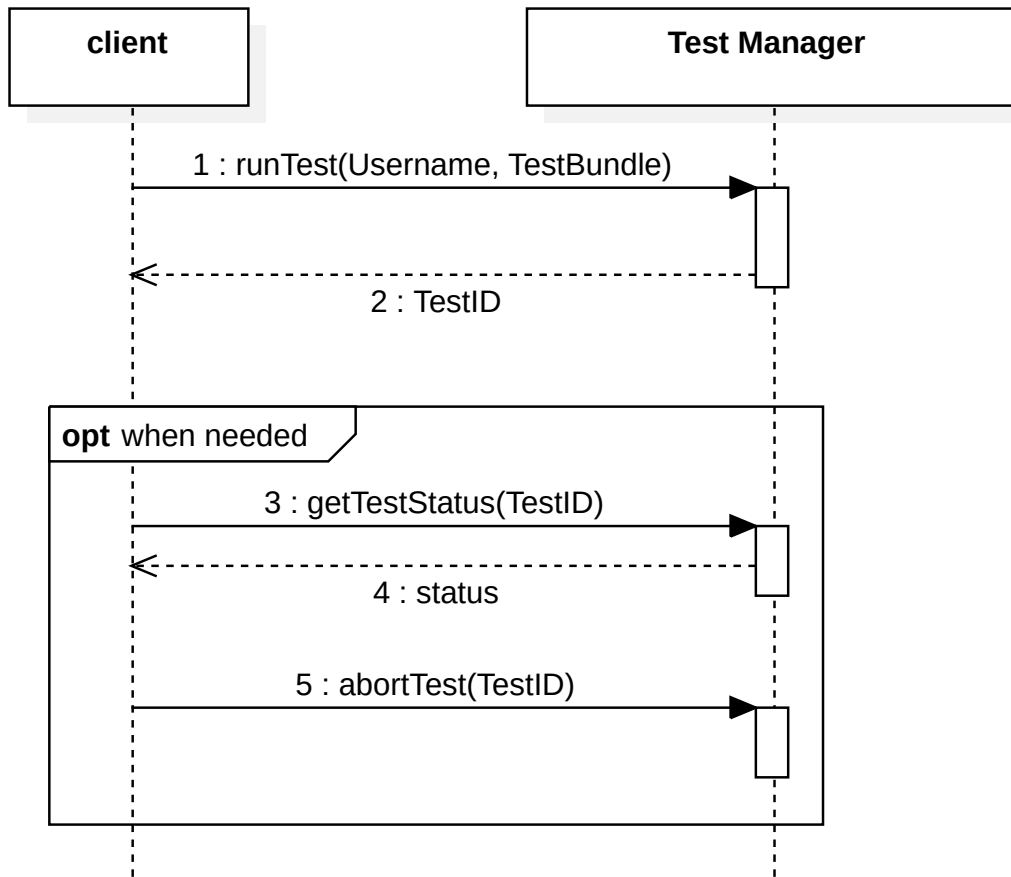 client
Test Manager
1 : runTest(Username, TestBundle)
2 : TestID
opt when needed
3 : getTestStatus(TestID)
4 : status
5 : abortTest(TestID)